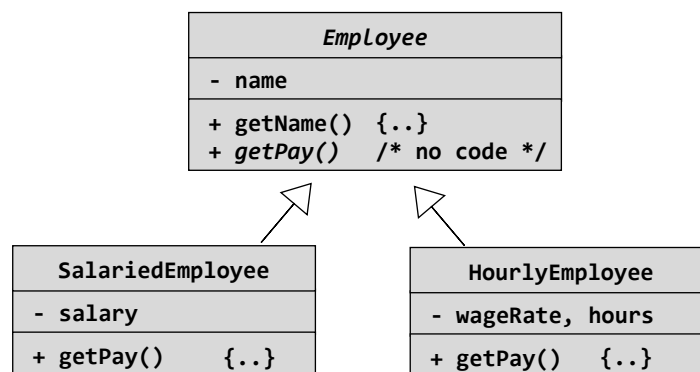 Employee
- name
+ getName() {..}
+ getPay() /* no code */
SalariedEmployee
- salary
+ getPay() {..}
HourlyEmployee
- wageRate, hours
+ getPay() {..}